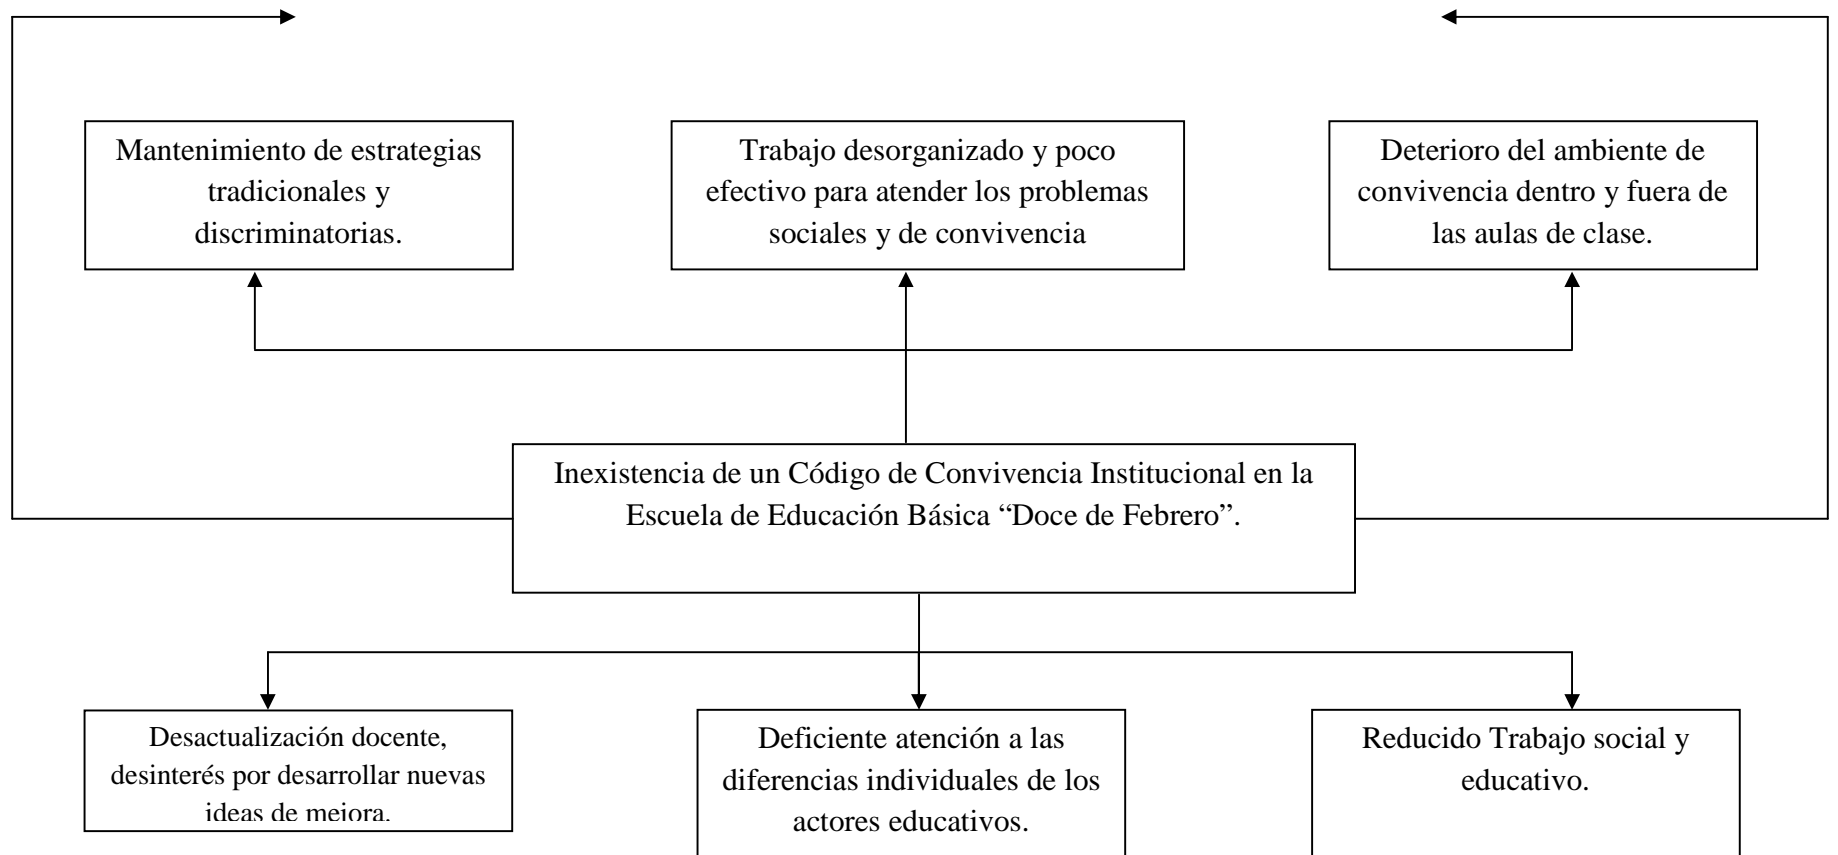 Mantenimiento de estrategias
tradicionales y
discriminatorias.
Trabajo desorganizado y poco
efectivo para atender los problemas
sociales y de convivencia
Deterioro del ambiente de
convivencia dentro y fuera de
las aulas de clase.
Inexistencia de un Código de Convivencia Institucional en la
Escuela de Educación Básica “Doce de Febrero”.
Desactualización docente,
desinterés por desarrollar nuevas
ideas de mejora.
Deficiente atención a las
diferencias individuales de los
actores educativos.
Reducido Trabajo social y
educativo.